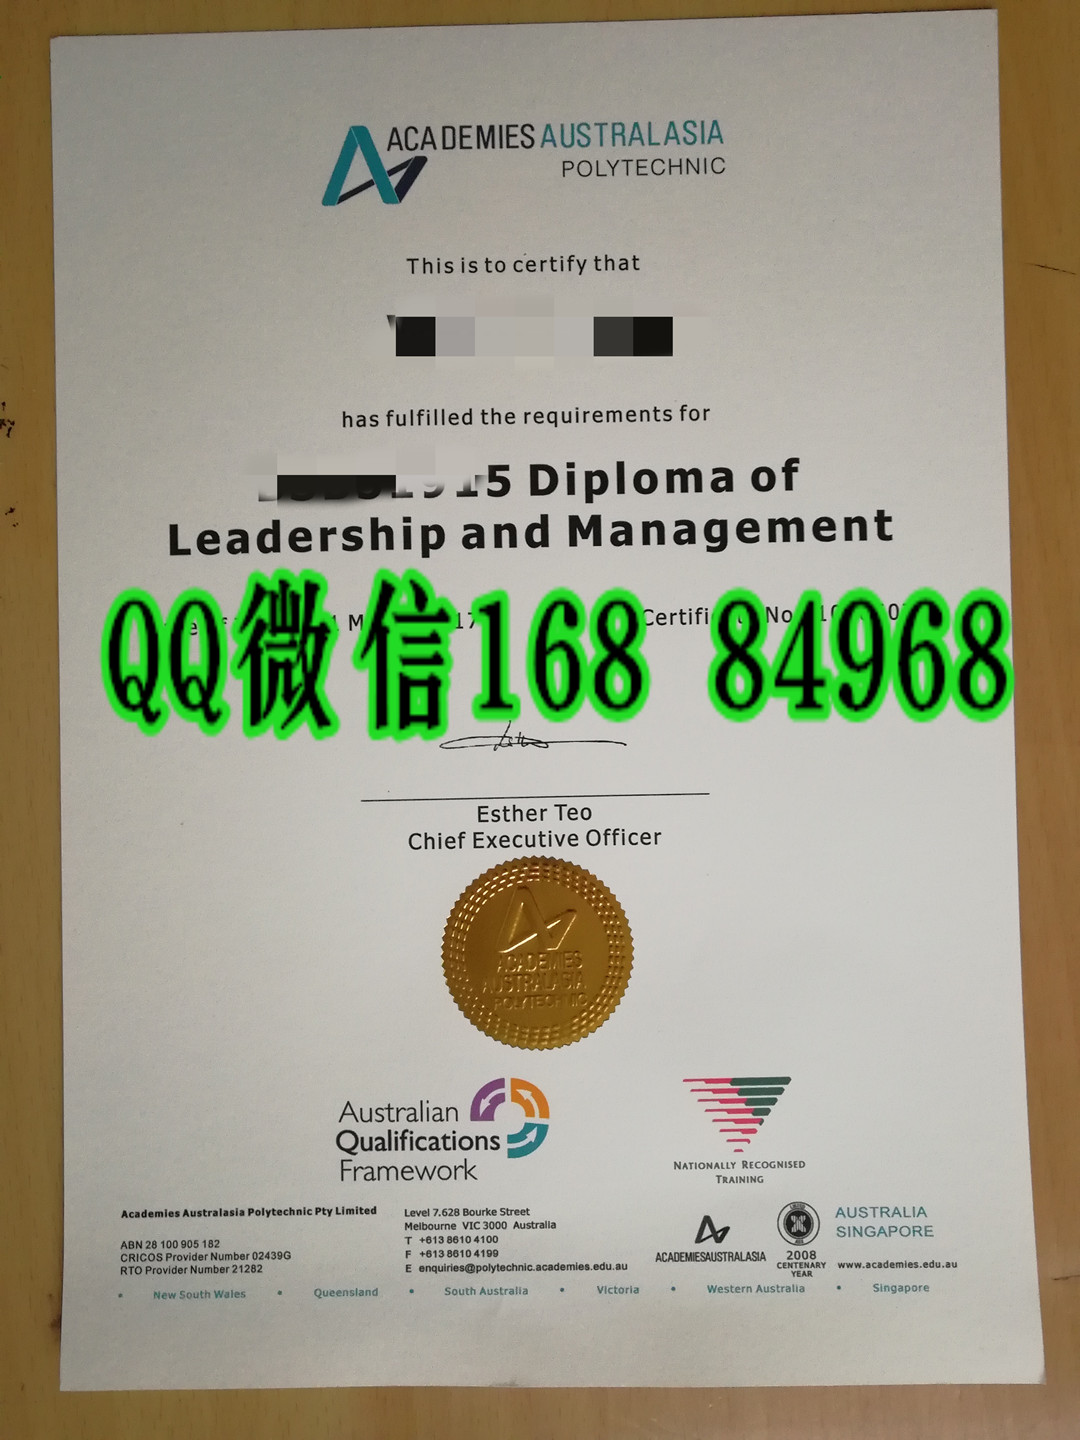 ACADEMIES AUSTRALASIA
POLYTECHNIC
This is to certify that
has fulfilled the requirements for
15 Diploma of
Leadership and Management
QQ微信168 84968
Esther Teo
Chief Executive Officer
ACADEMIES
AUSTRALASIA
POLYTECHNIC
Australian
Qualifications
Framework
NATIONALLY RECOGNISED
TRAINING
Academies Australasia Polytechnic Pty Limited
ABN 28 100 905 182
CRICOS Provider Number 02439G
RTO Provider Number 21282
Level 7.628 Bourke Street
Melbourne VIC 3000 Australia
T +613 8610 4100
F +613 8610 4199
E enquiries@polytechnic.academies.edu.au
ACADEMIESAUSTRALASIA
2008
CENTENARY
YEAR
AUSTRALIA
SINGAPORE
www.academies.edu.au
• New South Wales • Queensland • South Australia • Victoria • Western Australia • Singapore